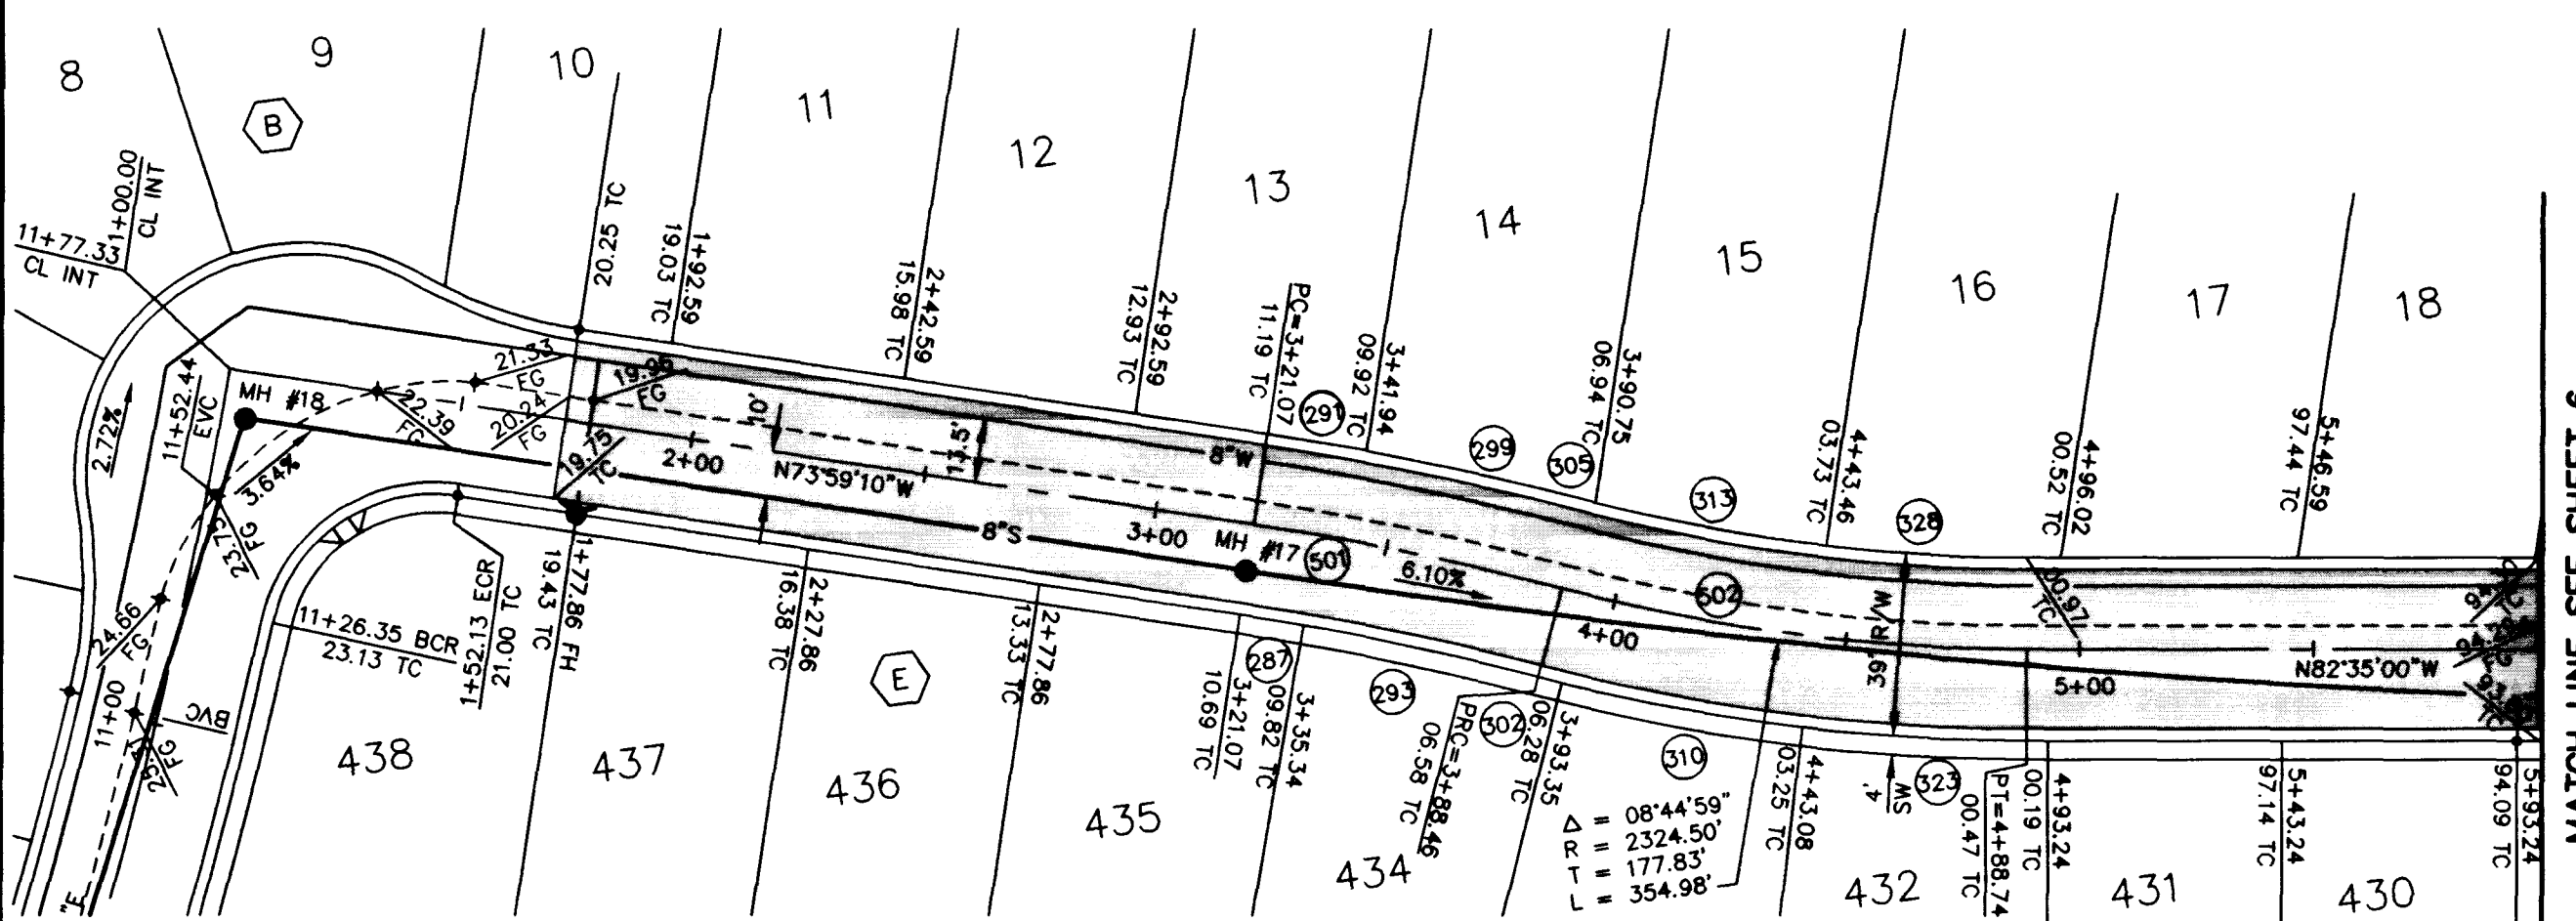 8
9
10
11
12
13
14
15
16
17
18
B
1+00.00
CL INT
11+77.33
CL INT
20.25 TC
1+92.59
19.03 TC
2+42.59
15.98 TC
2+92.59
12.93 TC
PC=3+21.07
11.19 TC
291
3+41.94
09.92 TC
299
305
3+90.75
06.94 TC
313
4+43.46
03.73 TC
328
4+96.02
00.52 TC
5+46.59
97.44 TC
2.72%
11+52.44
EVC
MH #18
3.64%
22.39
FG
21.33
FG
20.24
FG
FG
19.75
TC
2+00
10'
N73°59'10"W
8"W
8"S
3+00
MH #17
501
6.10%
502
4+00
36' R/W
00.97
TC
5+00
N82°35'00"W
FG
24.66
FG
11+00
BVC
FG
11+26.35 BCR
23.13 TC
1+52.13 ECR
21.00 TC
1+77.86 FH
19.43 TC
2+27.86
16.38 TC
E
2+77.86
13.33 TC
287
3+21.07
10.69 TC
3+35.34
09.82 TC
293
PRC=3+88.46
06.58 TC
302
3+93.35
06.28 TC
310
4+43.08
03.25 TC
4'
SW
323
PT=4+88.74
00.47 TC
4+93.24
00.19 TC
5+43.24
97.14 TC
5+93.24
94.09 TC
438
437
436
435
434
432
431
430
Δ = 08°44'59"
R = 2324.50'
T = 177.83'
L = 354.98'
"E